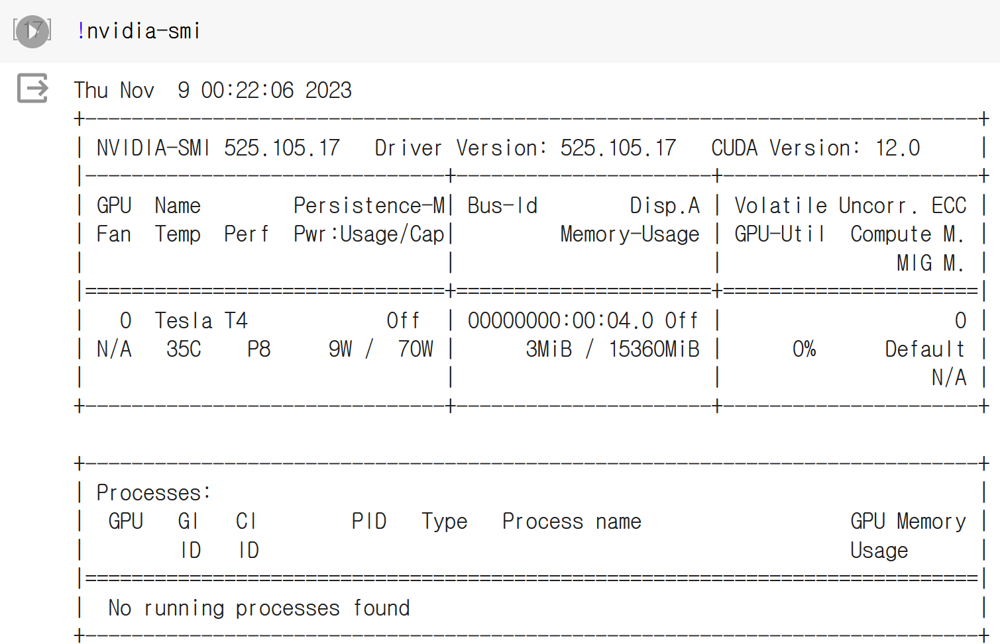 [17] !nvidia-smi
Thu Nov  9 00:22:06 2023
+-----------------------------------------------------------------------------+
| NVIDIA-SMI 525.105.17   Driver Version: 525.105.17   CUDA Version: 12.0     |
|-------------------------------+----------------------+----------------------+
| GPU  Name        Persistence-M| Bus-Id        Disp.A | Volatile Uncorr. ECC |
| Fan  Temp  Perf  Pwr:Usage/Cap|         Memory-Usage | GPU-Util  Compute M. |
|                               |                      |               MIG M. |
|===============================+======================+======================|
|   0  Tesla T4            Off  | 00000000:00:04.0 Off |                    0 |
| N/A   35C    P8     9W /  70W |      3MiB / 15360MiB |      0%      Default |
|                               |                      |                  N/A |
+-------------------------------+----------------------+----------------------+

+-----------------------------------------------------------------------------+
| Processes:                                                                  |
|  GPU   GI   CI        PID   Type   Process name                  GPU Memory |
|        ID   ID                                                   Usage      |
|=============================================================================|
|  No running processes found                                                 |
+-----------------------------------------------------------------------------+